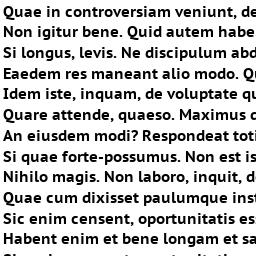 Quae in controversiam veniunt, de
Non igitur bene. Quid autem habe
Si longus, levis. Ne discipulum abd
Eaedem res maneant alio modo. Q
Idem iste, inquam, de voluptate qu
Quare attende, quaeso. Maximus d
An eiusdem modi? Respondeat toti
Si quae forte-possumus. Non est is
Nihilo magis. Non laboro, inquit, d
Quae cum dixisset paulumque inst
Sic enim censent, oportunitatis es
Habent enim et bene longam et sa